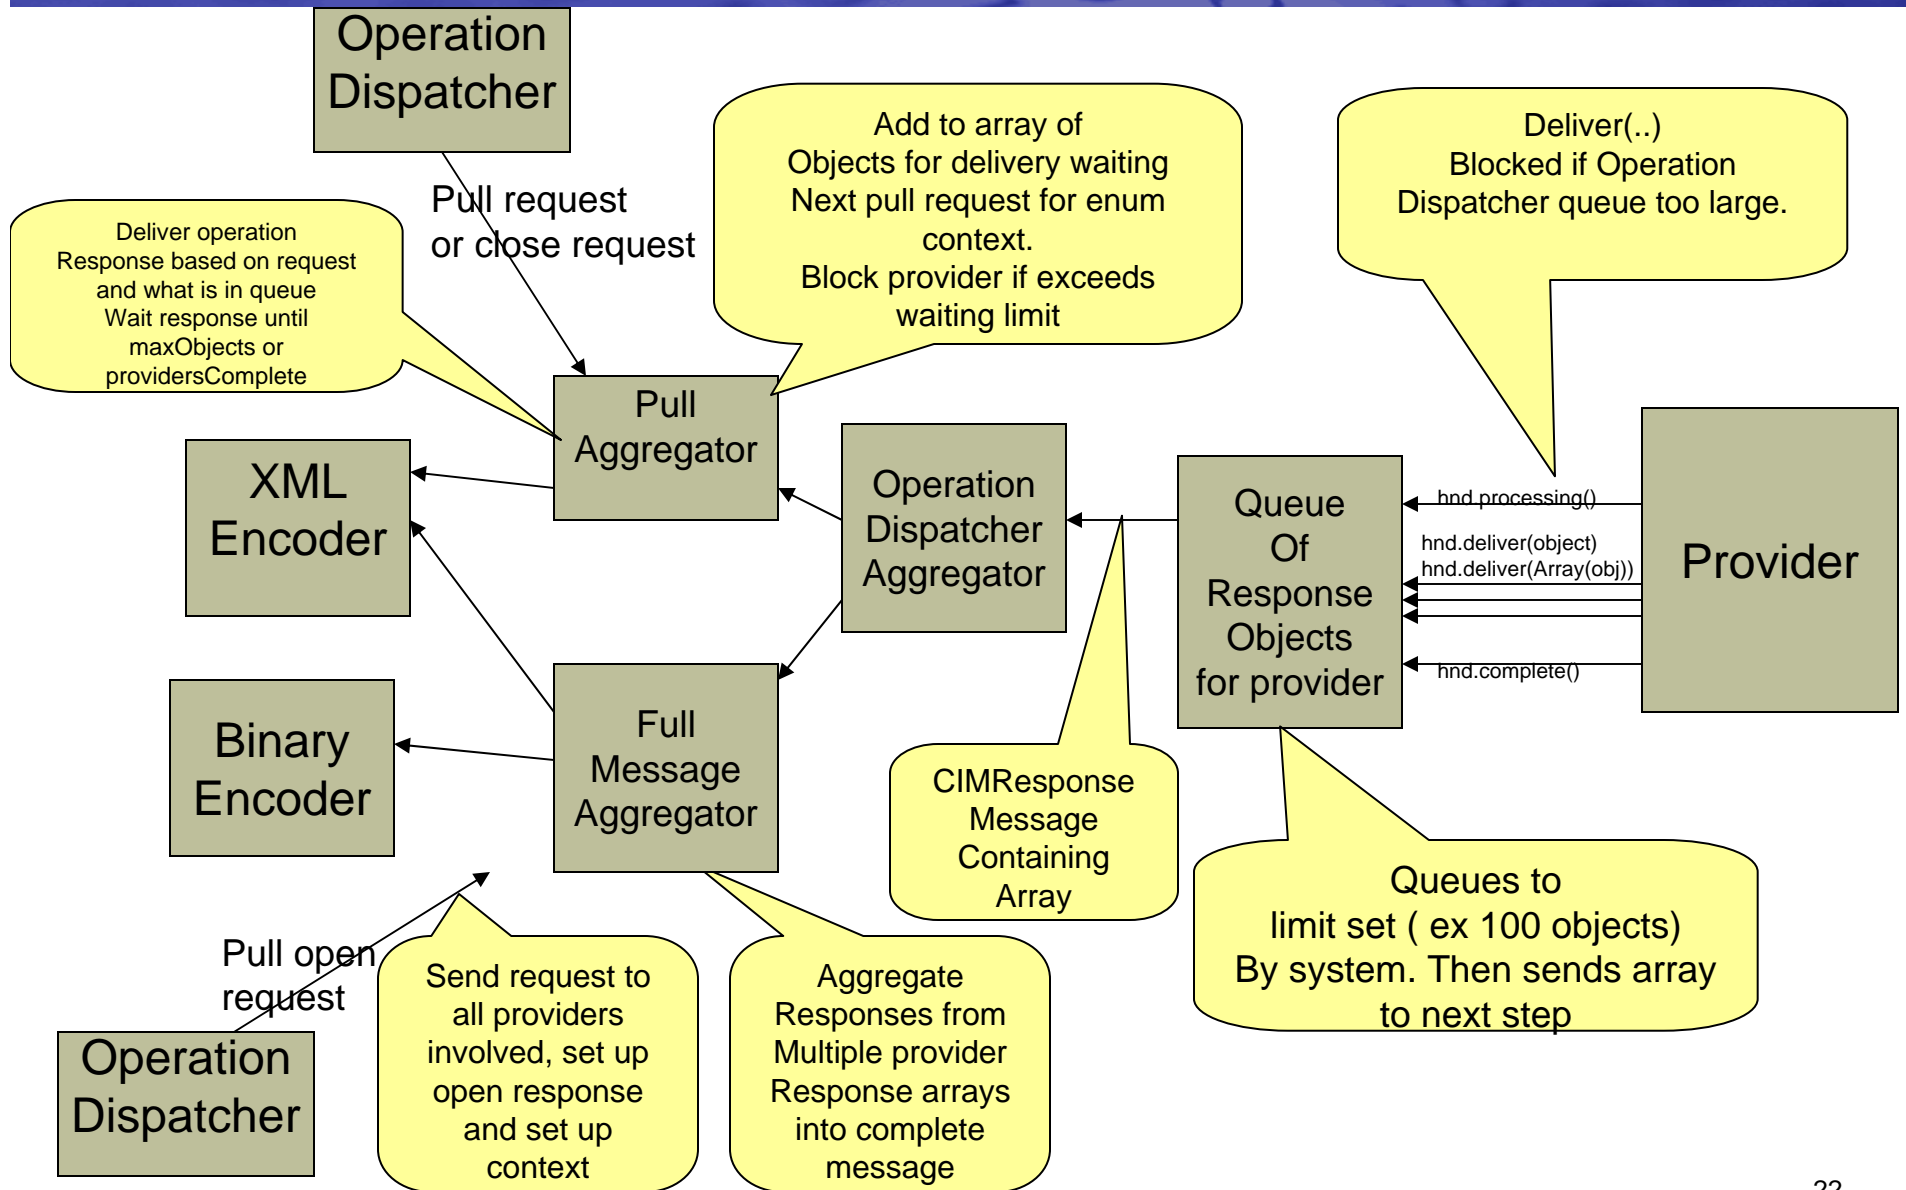 Operation
Dispatcher
Pull request
or close request
Add to array of
Objects for delivery waiting
Next pull request for enum
context.
Block provider if exceeds
waiting limit
Deliver(..)
Blocked if Operation
Dispatcher queue too large.
Deliver operation
Response based on request
and what is in queue
Wait response until
maxObjects or
providersComplete
Pull
Aggregator
XML
Encoder
Operation
Dispatcher
Aggregator
Queue
Of
Response
Objects
for provider
hnd.processing()
hnd.deliver(object)
hnd.deliver(Array(obj))
hnd.complete()
Provider
Binary
Encoder
Full
Message
Aggregator
CIMResponse
Message
Containing
Array
Queues to
limit set ( ex 100 objects)
By system. Then sends array
to next step
Pull open
request
Operation
Dispatcher
Send request to
all providers
involved, set up
open response
and set up
context
Aggregate
Responses from
Multiple provider
Response arrays
into complete
message
22